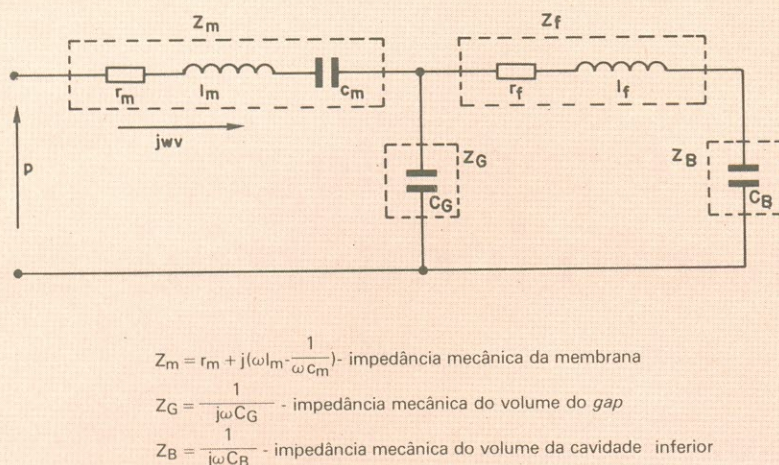 Zm
Zf
rm
lm
cm
rf
lf
jwv
p
ZG
CG
ZB
CB
Zm = rm + j(ωlm - 1/ωcm) - impedância mecânica da membrana
ZG = 1/jωCG - impedância mecânica do volume do gap
ZB = 1/jωCB - impedância mecânica do volume da cavidade inferior